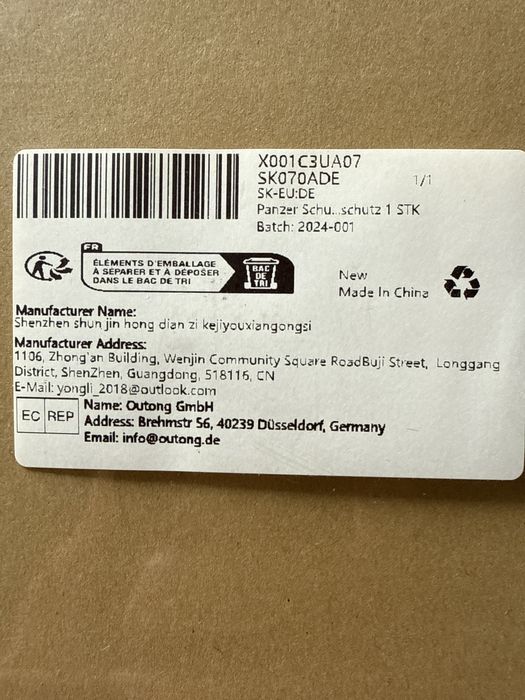 X001C3UA07
SK070ADE 1/1
SK-EU:DE
Panzer Schu...schutz 1 STK
Batch: 2024-001
FR
ÉLÉMENTS D'EMBALLAGE
À SÉPARER ET À DÉPOSER
DANS LE BAC DE TRI
BAC
DE
TRI
New
Made In China
Manufacturer Name:
Shenzhen shun jin hong dian zi kejiyouxiangongsi
Manufacturer Address:
1106, Zhong'an Building, Wenjin Community Square RoadBuji Street, Longgang
District, ShenZhen, Guangdong, 518116, CN
E-Mail: yongli_2018@outlook.com
EC REP
Name: Outong GmbH
Address: Brehmstr 56, 40239 Düsseldorf, Germany
Email: info@outong.de